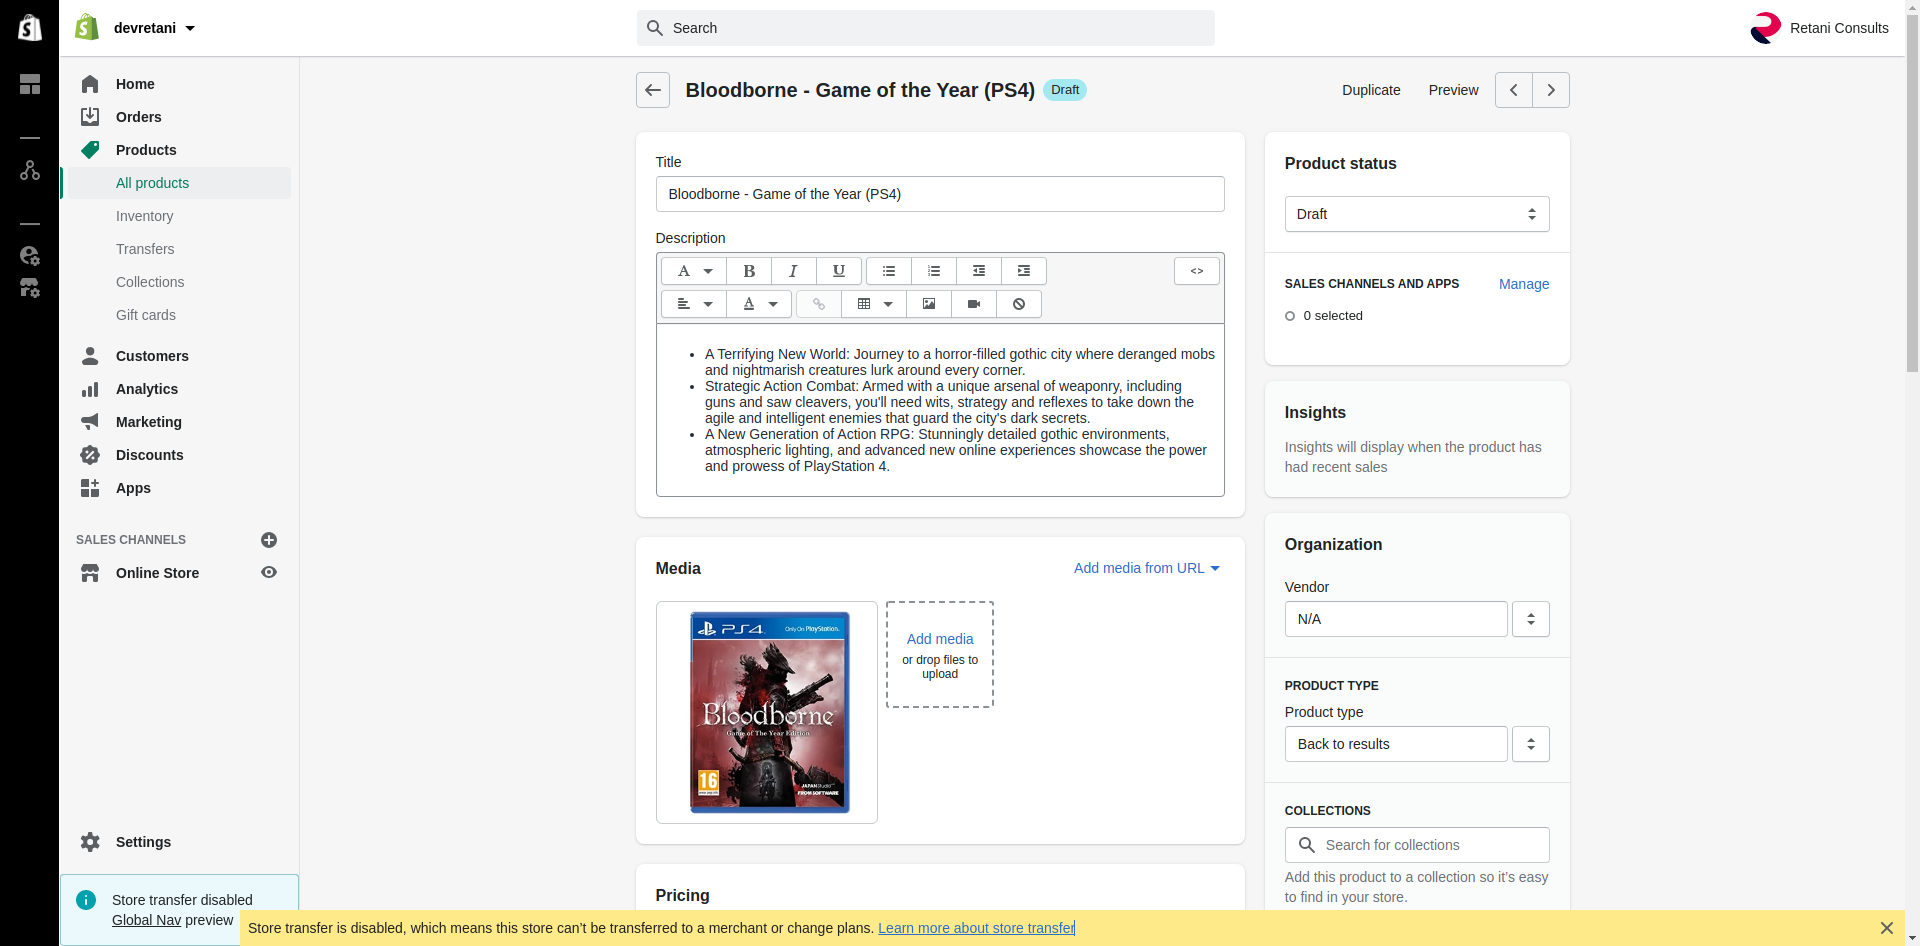 devretani
Search
Retani Consults
Home
Orders
Products
All products
Inventory
Transfers
Collections
Gift cards
Customers
Analytics
Marketing
Discounts
Apps
SALES CHANNELS
Online Store
Settings
Store transfer disabled
Global Nav preview
Bloodborne - Game of the Year (PS4)
Draft
Duplicate
Preview
Title
Bloodborne - Game of the Year (PS4)
Description
A
B
I
U
<>
A
• A Terrifying New World: Journey to a horror-filled gothic city where deranged mobs
and nightmarish creatures lurk around every corner.
• Strategic Action Combat: Armed with a unique arsenal of weaponry, including
guns and saw cleavers, you'll need wits, strategy and reflexes to take down the
agile and intelligent enemies that guard the city's dark secrets.
• A New Generation of Action RPG: Stunningly detailed gothic environments,
atmospheric lighting, and advanced new online experiences showcase the power
and prowess of PlayStation 4.
Media
Add media from URL
PS4
Only On PlayStation.
Bloodborne
Game of The Year Edition
16
JAPANStudio
FROMSOFTWARE
Add media
or drop files to
upload
Pricing
Product status
Draft
SALES CHANNELS AND APPS
Manage
0 selected
Insights
Insights will display when the product has
had recent sales
Organization
Vendor
N/A
PRODUCT TYPE
Product type
Back to results
COLLECTIONS
Search for collections
Add this product to a collection so it’s easy
to find in your store.
Store transfer is disabled, which means this store can’t be transferred to a merchant or change plans. Learn more about store transfer